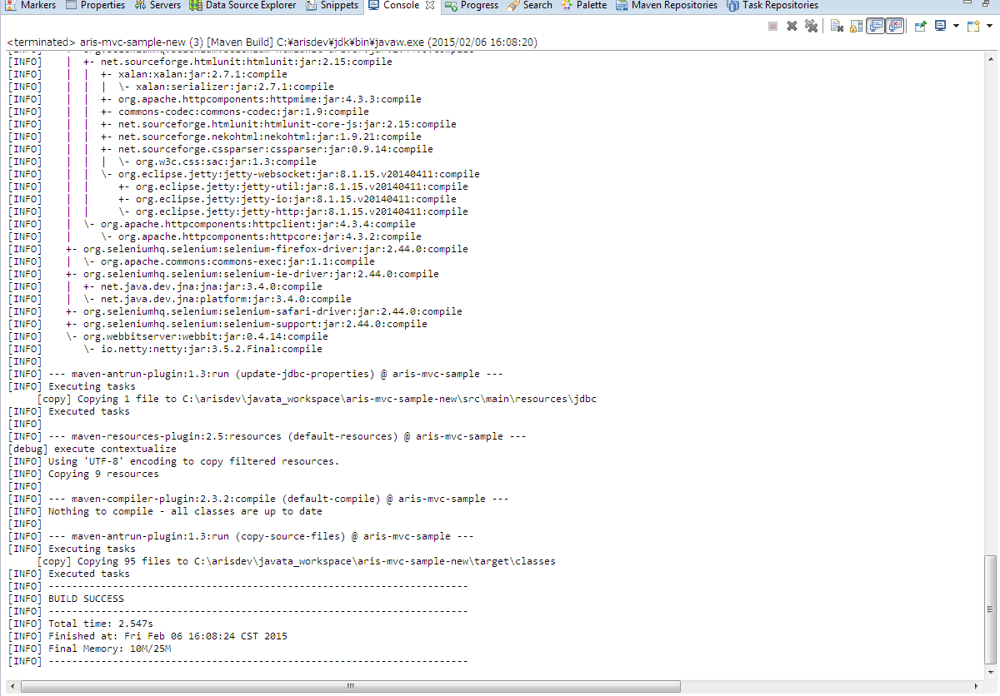 Markers Properties Servers Data Source Explorer Snippets Console Progress Search Palette Maven Repositories Task Repositories
<terminated> aris-mvc-sample-new (3) [Maven Build] C:¥arisdev¥jdk¥bin¥javaw.exe (2015/02/06 16:08:20)
[INFO]    |  +- net.sourceforge.htmlunit:htmlunit:jar:2.15:compile
[INFO]    |  |  +- xalan:xalan:jar:2.7.1:compile
[INFO]    |  |  |  \- xalan:serializer:jar:2.7.1:compile
[INFO]    |  |  +- org.apache.httpcomponents:httpmime:jar:4.3.3:compile
[INFO]    |  |  +- commons-codec:commons-codec:jar:1.9:compile
[INFO]    |  |  +- net.sourceforge.htmlunit:htmlunit-core-js:jar:2.15:compile
[INFO]    |  |  +- net.sourceforge.nekohtml:nekohtml:jar:1.9.21:compile
[INFO]    |  |  +- net.sourceforge.cssparser:cssparser:jar:0.9.14:compile
[INFO]    |  |  |  \- org.w3c.css:sac:jar:1.3:compile
[INFO]    |  |  \- org.eclipse.jetty:jetty-websocket:jar:8.1.15.v20140411:compile
[INFO]    |  |     +- org.eclipse.jetty:jetty-util:jar:8.1.15.v20140411:compile
[INFO]    |  |     +- org.eclipse.jetty:jetty-io:jar:8.1.15.v20140411:compile
[INFO]    |  |     \- org.eclipse.jetty:jetty-http:jar:8.1.15.v20140411:compile
[INFO]    |  \- org.apache.httpcomponents:httpclient:jar:4.3.4:compile
[INFO]    |     \- org.apache.httpcomponents:httpcore:jar:4.3.2:compile
[INFO]    +- org.seleniumhq.selenium:selenium-firefox-driver:jar:2.44.0:compile
[INFO]    |  \- org.apache.commons:commons-exec:jar:1.1:compile
[INFO]    +- org.seleniumhq.selenium:selenium-ie-driver:jar:2.44.0:compile
[INFO]    |  +- net.java.dev.jna:jna:jar:3.4.0:compile
[INFO]    |  \- net.java.dev.jna:platform:jar:3.4.0:compile
[INFO]    +- org.seleniumhq.selenium:selenium-safari-driver:jar:2.44.0:compile
[INFO]    +- org.seleniumhq.selenium:selenium-support:jar:2.44.0:compile
[INFO]    \- org.webbitserver:webbit:jar:0.4.14:compile
[INFO]       \- io.netty:netty:jar:3.5.2.Final:compile
[INFO]
[INFO] --- maven-antrun-plugin:1.3:run (update-jdbc-properties) @ aris-mvc-sample ---
[INFO] Executing tasks
     [copy] Copying 1 file to C:\arisdev\javata_workspace\aris-mvc-sample-new\src\main\resources\jdbc
[INFO] Executed tasks
[INFO]
[INFO] --- maven-resources-plugin:2.5:resources (default-resources) @ aris-mvc-sample ---
[debug] execute contextualize
[INFO] Using 'UTF-8' encoding to copy filtered resources.
[INFO] Copying 9 resources
[INFO]
[INFO] --- maven-compiler-plugin:2.3.2:compile (default-compile) @ aris-mvc-sample ---
[INFO] Nothing to compile - all classes are up to date
[INFO]
[INFO] --- maven-antrun-plugin:1.3:run (copy-source-files) @ aris-mvc-sample ---
[INFO] Executing tasks
     [copy] Copying 95 files to C:\arisdev\javata_workspace\aris-mvc-sample-new\target\classes
[INFO] Executed tasks
[INFO] ------------------------------------------------------------------------
[INFO] BUILD SUCCESS
[INFO] ------------------------------------------------------------------------
[INFO] Total time: 2.547s
[INFO] Finished at: Fri Feb 06 16:08:24 CST 2015
[INFO] Final Memory: 10M/25M
[INFO] ------------------------------------------------------------------------